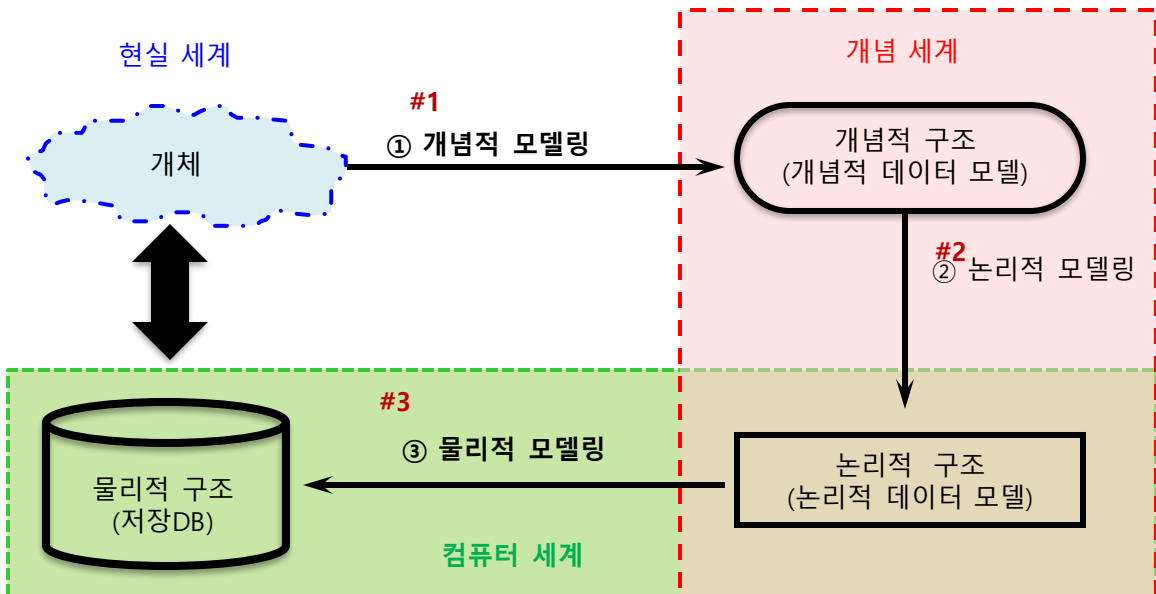 현실 세계
개념 세계
#1
① 개념적 모델링
개체
개념적 구조
(개념적 데이터 모델)
#2
② 논리적 모델링
#3
③ 물리적 모델링
물리적 구조
(저장DB)
논리적 구조
(논리적 데이터 모델)
컴퓨터 세계